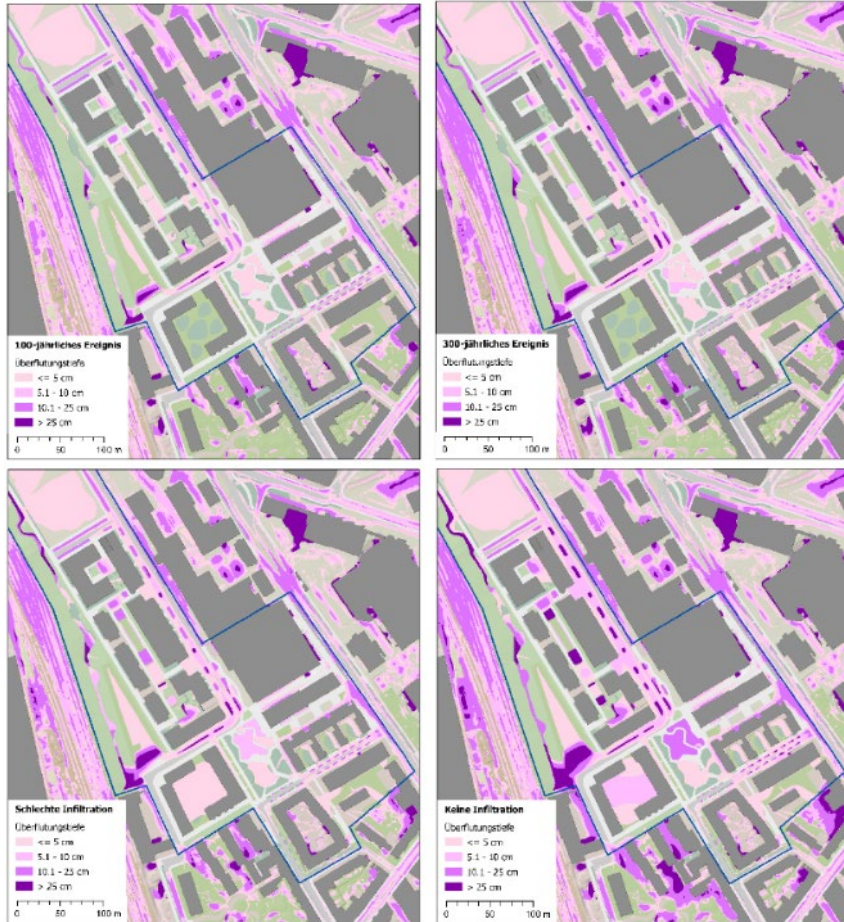 100-jährliches Ereignis
Überflutungstiefe
<= 5 cm
5.1 - 10 cm
10.1 - 25 cm
> 25 cm
0 50 100 m
300-jährliches Ereignis
Überflutungstiefe
<= 5 cm
5.1 - 10 cm
10.1 - 25 cm
> 25 cm
0 50 100 m
Schlechte Infiltration
Überflutungstiefe
<= 5 cm
5.1 - 10 cm
10.1 - 25 cm
> 25 cm
0 50 100 m
Keine Infiltration
Überflutungstiefe
<= 5 cm
5.1 - 10 cm
10.1 - 25 cm
> 25 cm
0 50 100 m